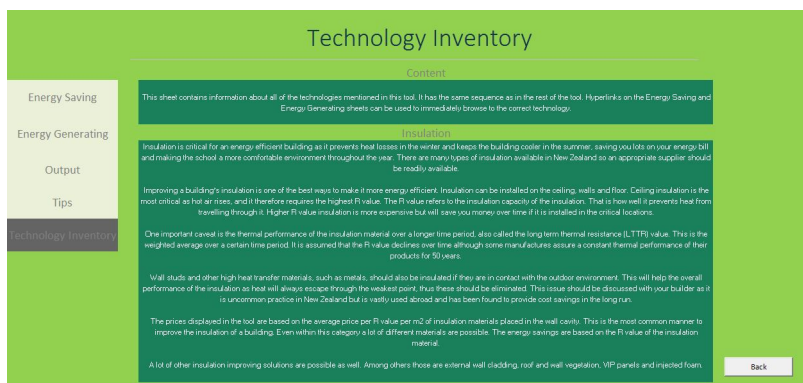 Technology Inventory
Content
This sheet contains information about all of the technologies mentioned in this tool. It has the same sequence as in the rest of the tool. Hyperlinks on the Energy Saving and
Energy Generating sheets can be used to immediately browse to the correct technology.
Energy Saving
Energy Generating
Output
Tips
Technology Inventory
Insulation
Insulation is critical for an energy efficient building as it prevents heat losses in the winter and keeps the building cooler in the summer, saving you lots on your energy bill
and making the school a more comfortable environment throughout the year. There are many types of insulation available in New Zealand so an appropriate supplier should
be readily available.
Improving a building's insulation is one of the best ways to make it more energy efficient. Insulation can be installed on the ceiling, walls and floor. Ceiling insulation is the
most critical as hot air rises, and it therefore requires the highest R value. The R value refers to the insulation capacity of the insulation. That is how well it prevents heat from
travelling through it. Higher R value insulation is more expensive but will save you money over time if it is installed in the critical locations.
One important caveat is the thermal performance of the insulation material over a longer time period, also called the long term thermal resistance (LTTR) value. This is the
weighted average over a certain time period. It is assumed that the R value declines over time although some manufactures assure a constant thermal performance of their
products for 50 years.
Wall studs and other high heat transfer materials, such as metals, should also be insulated if they are in contact with the outdoor environment. This will help the overall
performance of the insulation as heat will always escape through the weakest point, thus these should be eliminated. This issue should be discussed with your builder as it
is uncommon practice in New Zealand but is vastly used abroad and has been found to provide cost savings in the long run.
The prices displayed in the tool are based on the average price per R value per m2 of insulation materials placed in the wall cavity. This is the most common manner to
improve the insulation of a building. Even within this category a lot of different materials are possible. The energy savings are based on the R value of the insulation
material.
A lot of other insulation improving solutions are possible as well. Among others those are external wall cladding, roof and wall vegetation, VIP panels and injected foam.
Back